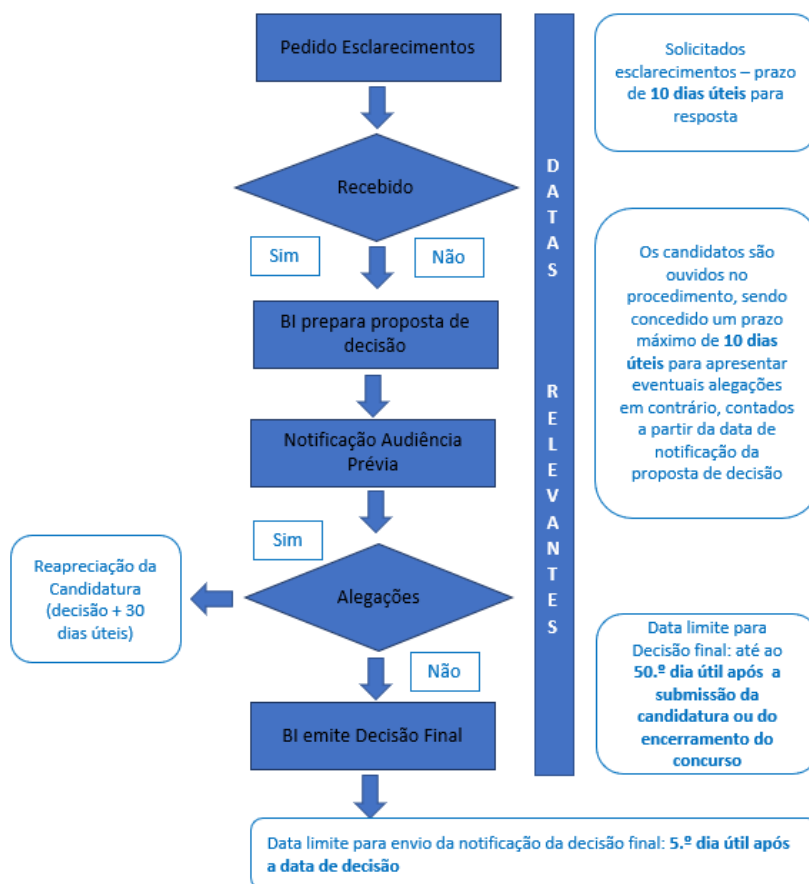 Pedido Esclarecimentos
Solicitados
esclarecimentos – prazo
de 10 dias úteis para
resposta
Recebido
Sim
Não
BI prepara proposta de
decisão
Os candidatos são
ouvidos no
procedimento, sendo
concedido um prazo
máximo de 10 dias
úteis para apresentar
eventuais alegações
em contrário, contados
a partir da data de
notificação da
proposta de decisão
Notificação Audiência
Prévia
Sim
Alegações
Reapreciação da
Candidatura
(decisão + 30
dias úteis)
Não
BI emite Decisão Final
Data limite para
Decisão final: até ao
50.º dia útil após a
submissão da
candidatura ou do
encerramento do
concurso
DATAS RELEVANTES
Data limite para envio da notificação da decisão final: 5.º dia útil após
a data de decisão